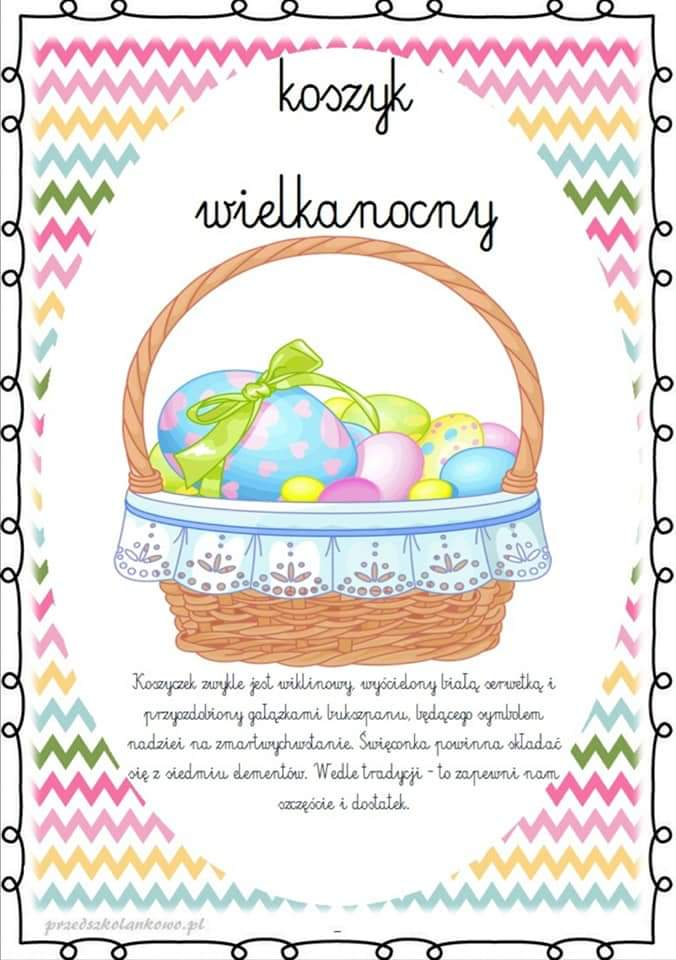 koszyk
wielkanocny
Koszyczek zwykle jest wiklinowy, wyścielony białą serwetką i
przyozdobiony gałązkami bukszpanu, będącego symbolem
nadziei na zmartwychwstanie. Święconka powinna składać
się z siedmiu elementów. Wedle tradycji - to zapewni nam
szczęście i dostatek.
przedszkolankowo.pl